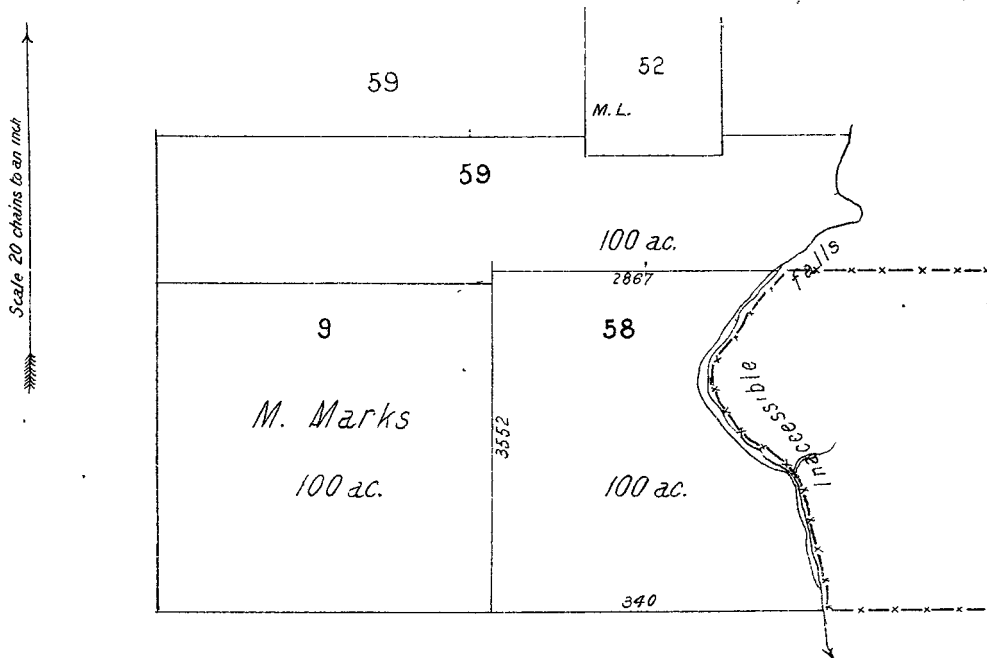 Scale 20 chains to an inch
59
52
M.L.
59
100 ac.
2867
falls
9
58
Inaccessible
M. Marks
3552
100 ac.
100 ac.
340